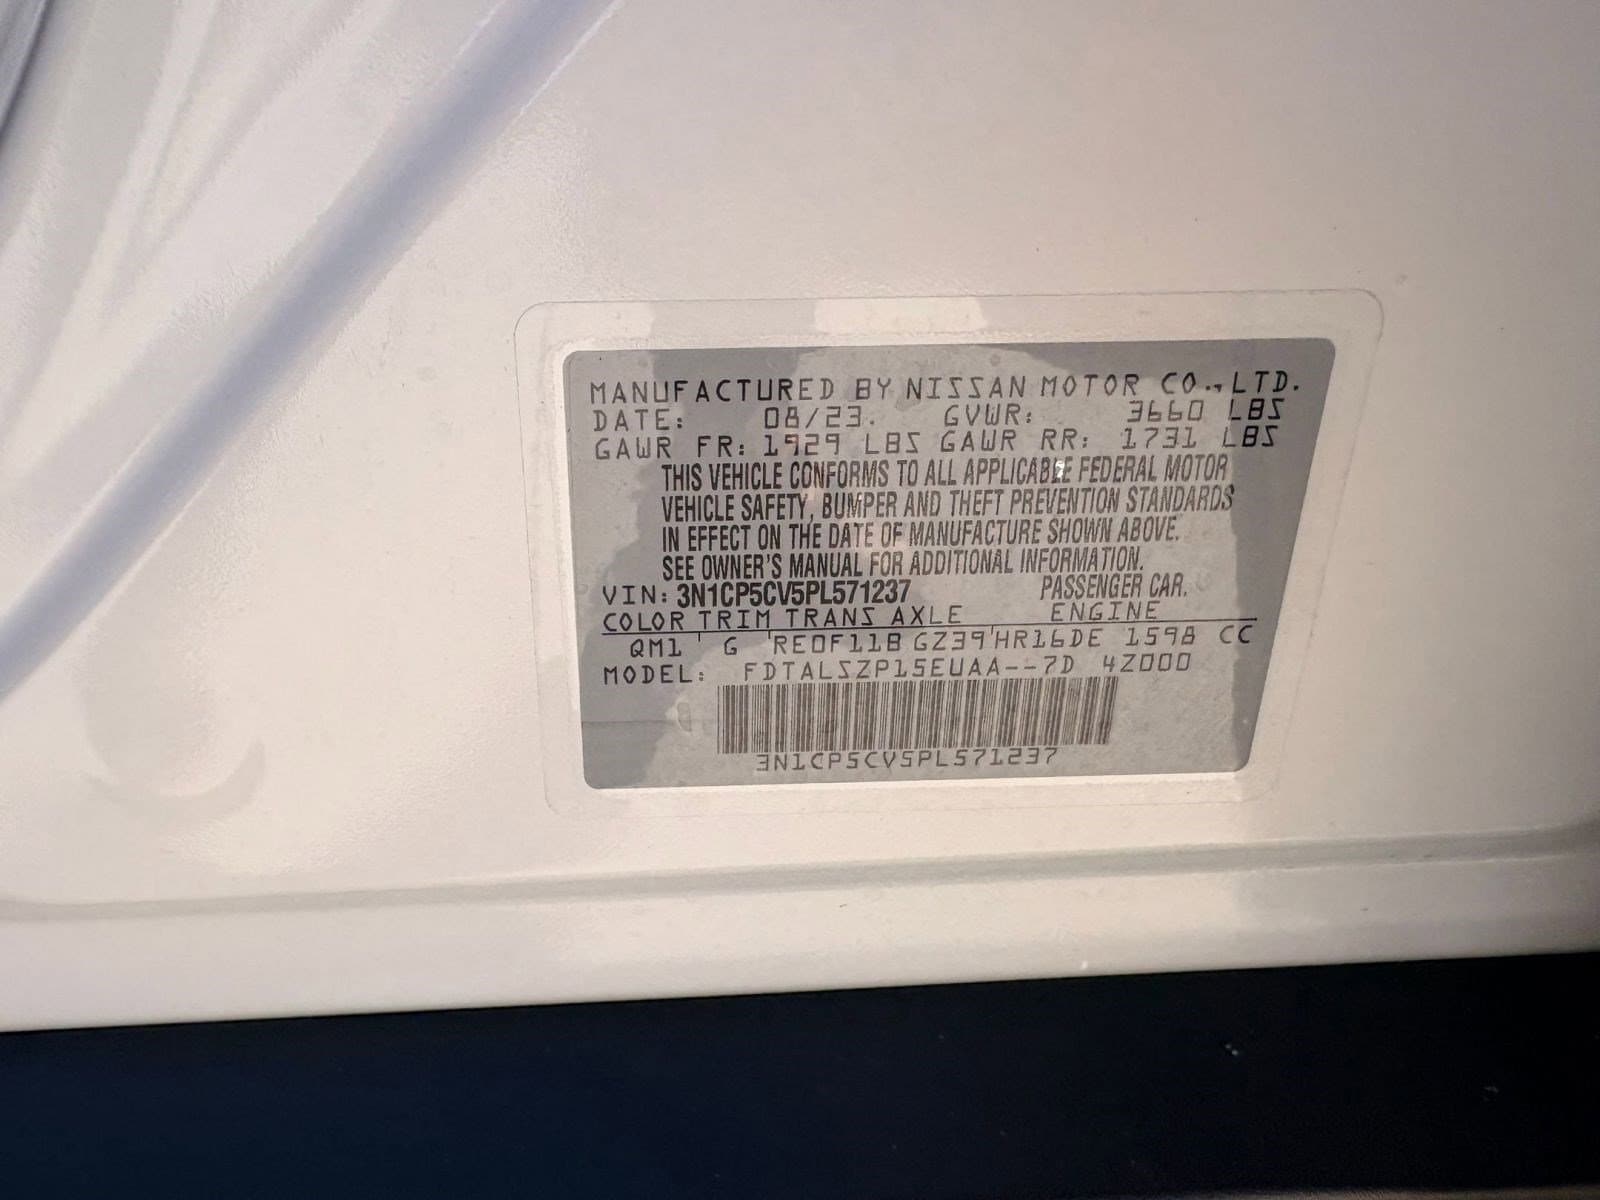 MANUFACTURED BY NISSAN MOTOR CO., LTD.
DATE: 08/23. GVWR: 3660 LBS
GAWR FR: 1929 LBS GAWR RR: 1731 LBS
THIS VEHICLE CONFORMS TO ALL APPLICABLE FEDERAL MOTOR
VEHICLE SAFETY, BUMPER AND THEFT PREVENTION STANDARDS
IN EFFECT ON THE DATE OF MANUFACTURE SHOWN ABOVE.
SEE OWNER'S MANUAL FOR ADDITIONAL INFORMATION.
VIN: 3N1CP5CV5PL571237 PASSENGER CAR.
COLOR TRIM TRANS AXLE ENGINE
QM1 G RE0F11B GZ39 HR16DE 1598 CC
MODEL: FDTALSZP15EUAA--7D 4Z000
3N1CP5CV5PL571237